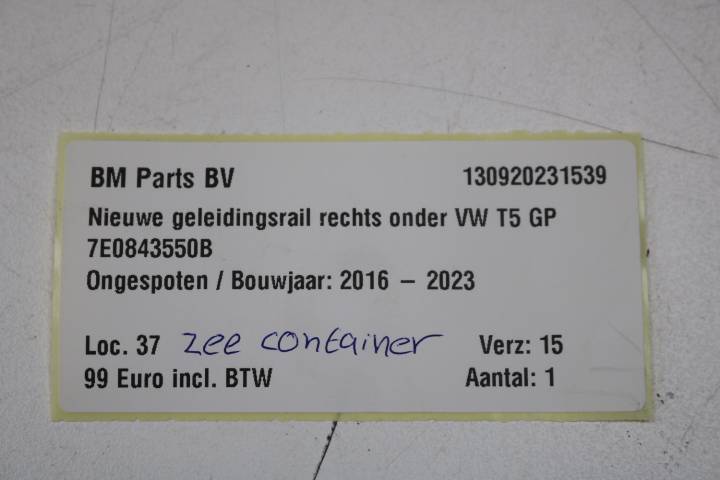 BM Parts BV 130920231539
Nieuwe geleidingsrail rechts onder VW T5 GP
7E0843550B
Ongespoten / Bouwjaar: 2016 – 2023
Loc. 37 zee container Verz: 15
99 Euro incl. BTW Aantal: 1